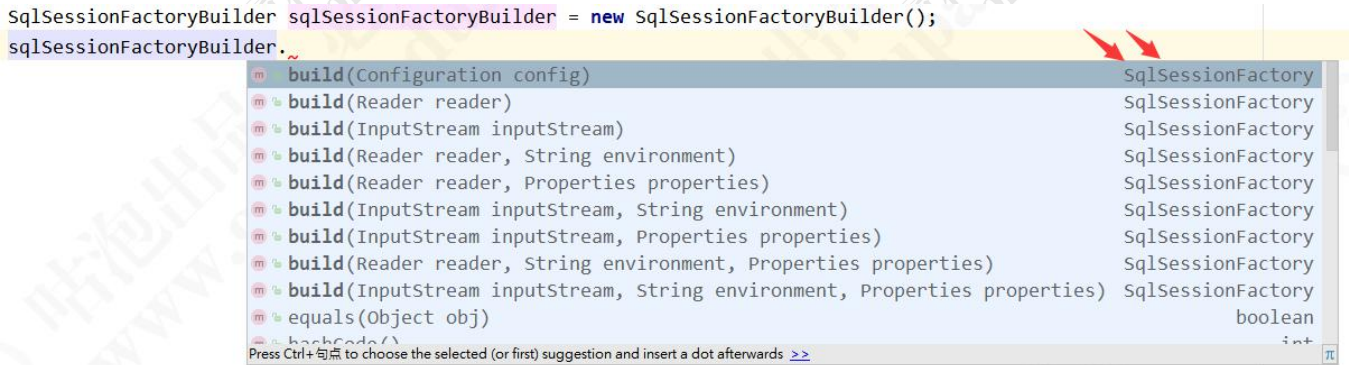 SqlSessionFactoryBuilder sqlSessionFactoryBuilder = new SqlSessionFactoryBuilder();
sqlSessionFactoryBuilder.
build(Configuration config) SqlSessionFactory
build(Reader reader) SqlSessionFactory
build(InputStream inputStream) SqlSessionFactory
build(Reader reader, String environment) SqlSessionFactory
build(Reader reader, Properties properties) SqlSessionFactory
build(InputStream inputStream, String environment) SqlSessionFactory
build(InputStream inputStream, Properties properties) SqlSessionFactory
build(Reader reader, String environment, Properties properties) SqlSessionFactory
build(InputStream inputStream, String environment, Properties properties) SqlSessionFactory
equals(Object obj) boolean
hashCode() int
Press Ctrl+句点 to choose the selected (or first) suggestion and insert a dot afterwards >> π